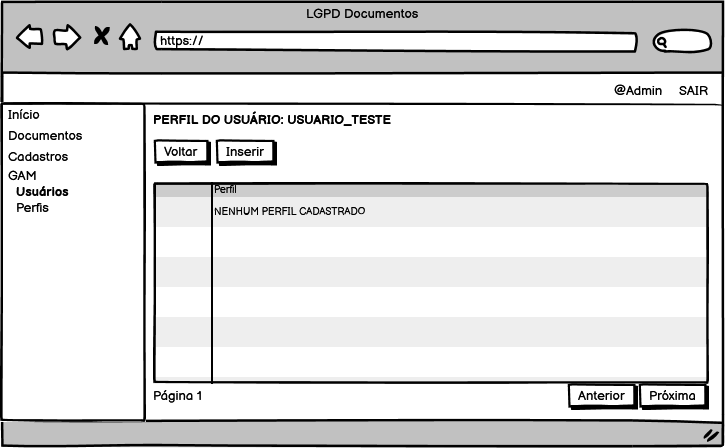 LGPD Documentos
https://
@Admin SAIR
Início
Documentos
Cadastros
GAM
Usuários
Perfis
PERFIL DO USUÁRIO: USUARIO_TESTE
Voltar Inserir
Perfil
NENHUM PERFIL CADASTRADO
Página 1 Anterior Próxima